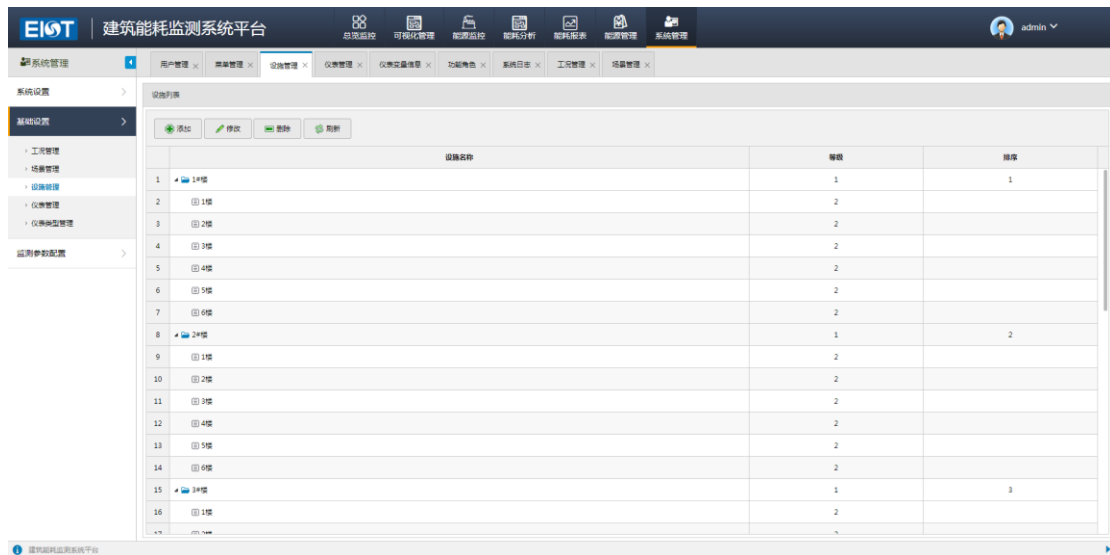 EIOT 建筑能耗监测系统平台
总览监控 可视化管理 能源监控 能耗分析 能耗报表 能源管理 系统管理
admin
系统管理
用户管理 菜单管理 设施管理 仪表管理 仪表变量信息 功能角色 系统日志 工况管理 场景管理
系统设置
设施列表
基础设置
添加 修改 删除 刷新
工况管理
场景管理
设施管理
仪表管理
仪表类型管理
监测参数配置
设施名称 等级 排序
1 1#楼 1 1
2 1楼 2
3 2楼 2
4 3楼 2
5 4楼 2
6 5楼 2
7 6楼 2
8 2#楼 1 2
9 1楼 2
10 2楼 2
11 3楼 2
12 4楼 2
13 5楼 2
14 6楼 2
15 3#楼 1 3
16 1楼 2
建筑能耗监测系统平台